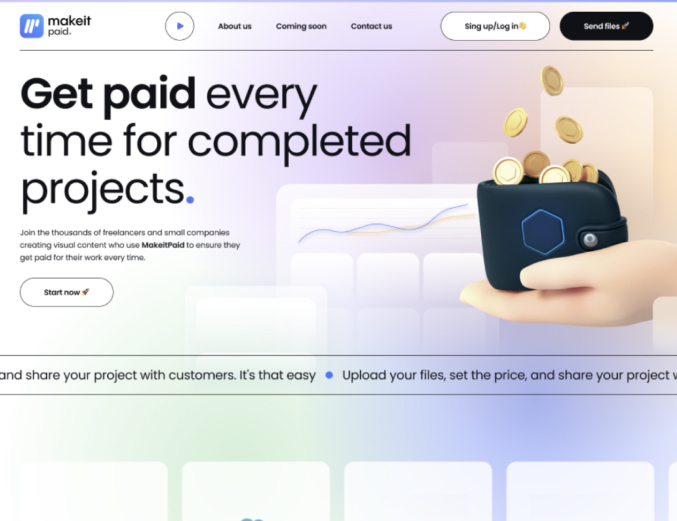 makeit
paid.
About us
Coming soon
Contact us
Sing up/Log in👋
Send files 🚀
Get paid every
time for completed
projects.
Join the thousands of freelancers and small companies
creating visual content who use MakeitPaid to ensure they
get paid for their work every time.
Start now 🚀
and share your project with customers. It's that easy ● Upload your files, set the price, and share your project